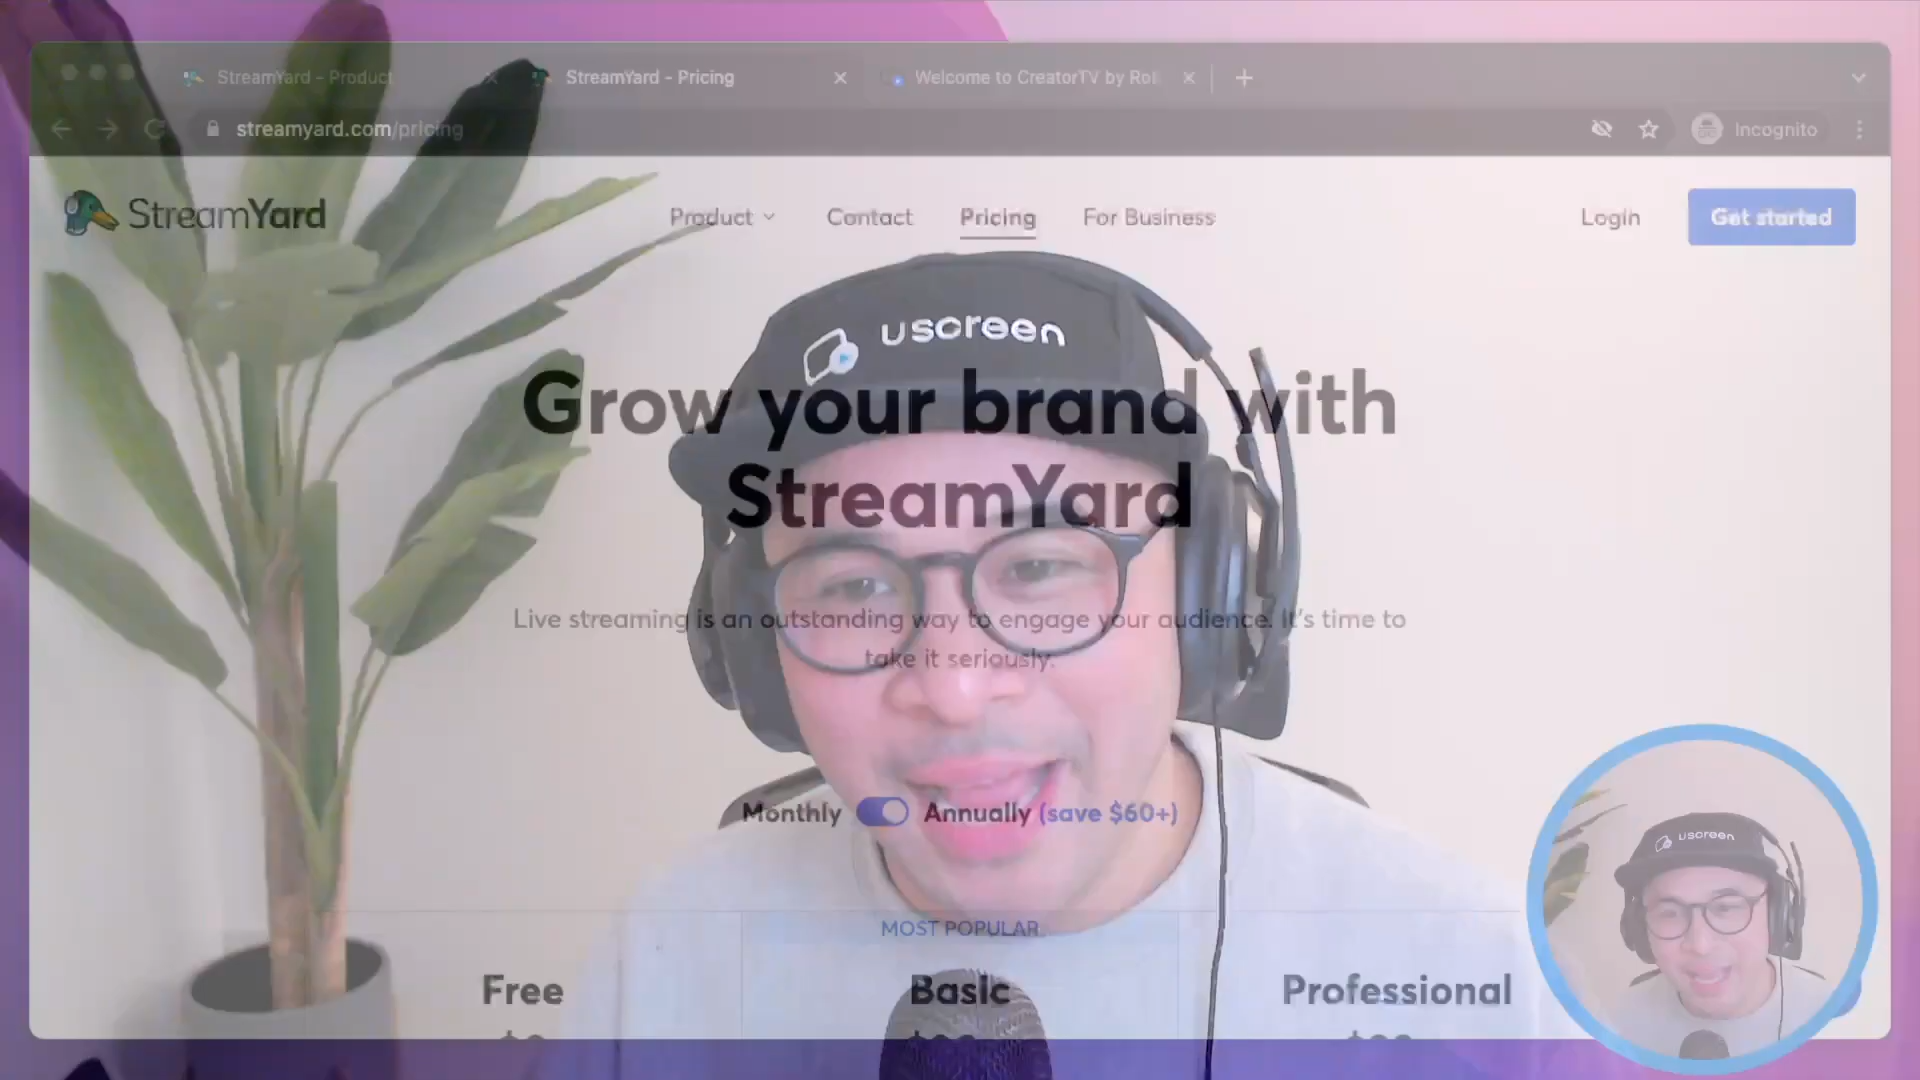 StreamYard - Product
StreamYard - Pricing
Welcome to CreatorTV by Rol
streamyard.com/pricing
Incognito
StreamYard
Product
Contact
Pricing
For Business
Login
Get started
uscreen
Grow your brand with
StreamYard
Live streaming is an outstanding way to engage your audience. It's time to
take it seriously.
Monthly
Annually (save $60+)
uscreen
MOST POPULAR
Free
Basic
Professional